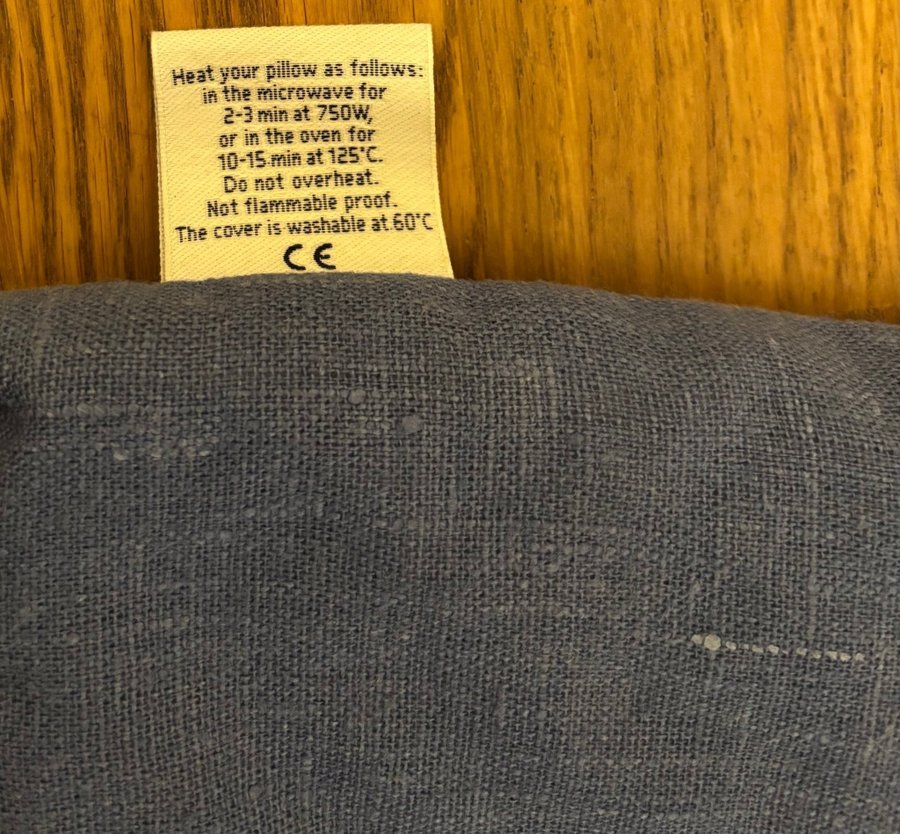 Heat your pillow as follows:
in the microwave for
2-3 min at 750W,
or in the oven for
10-15 min at 125°C.
Do not overheat.
Not flammable proof.
The cover is washable at 60°C
CE